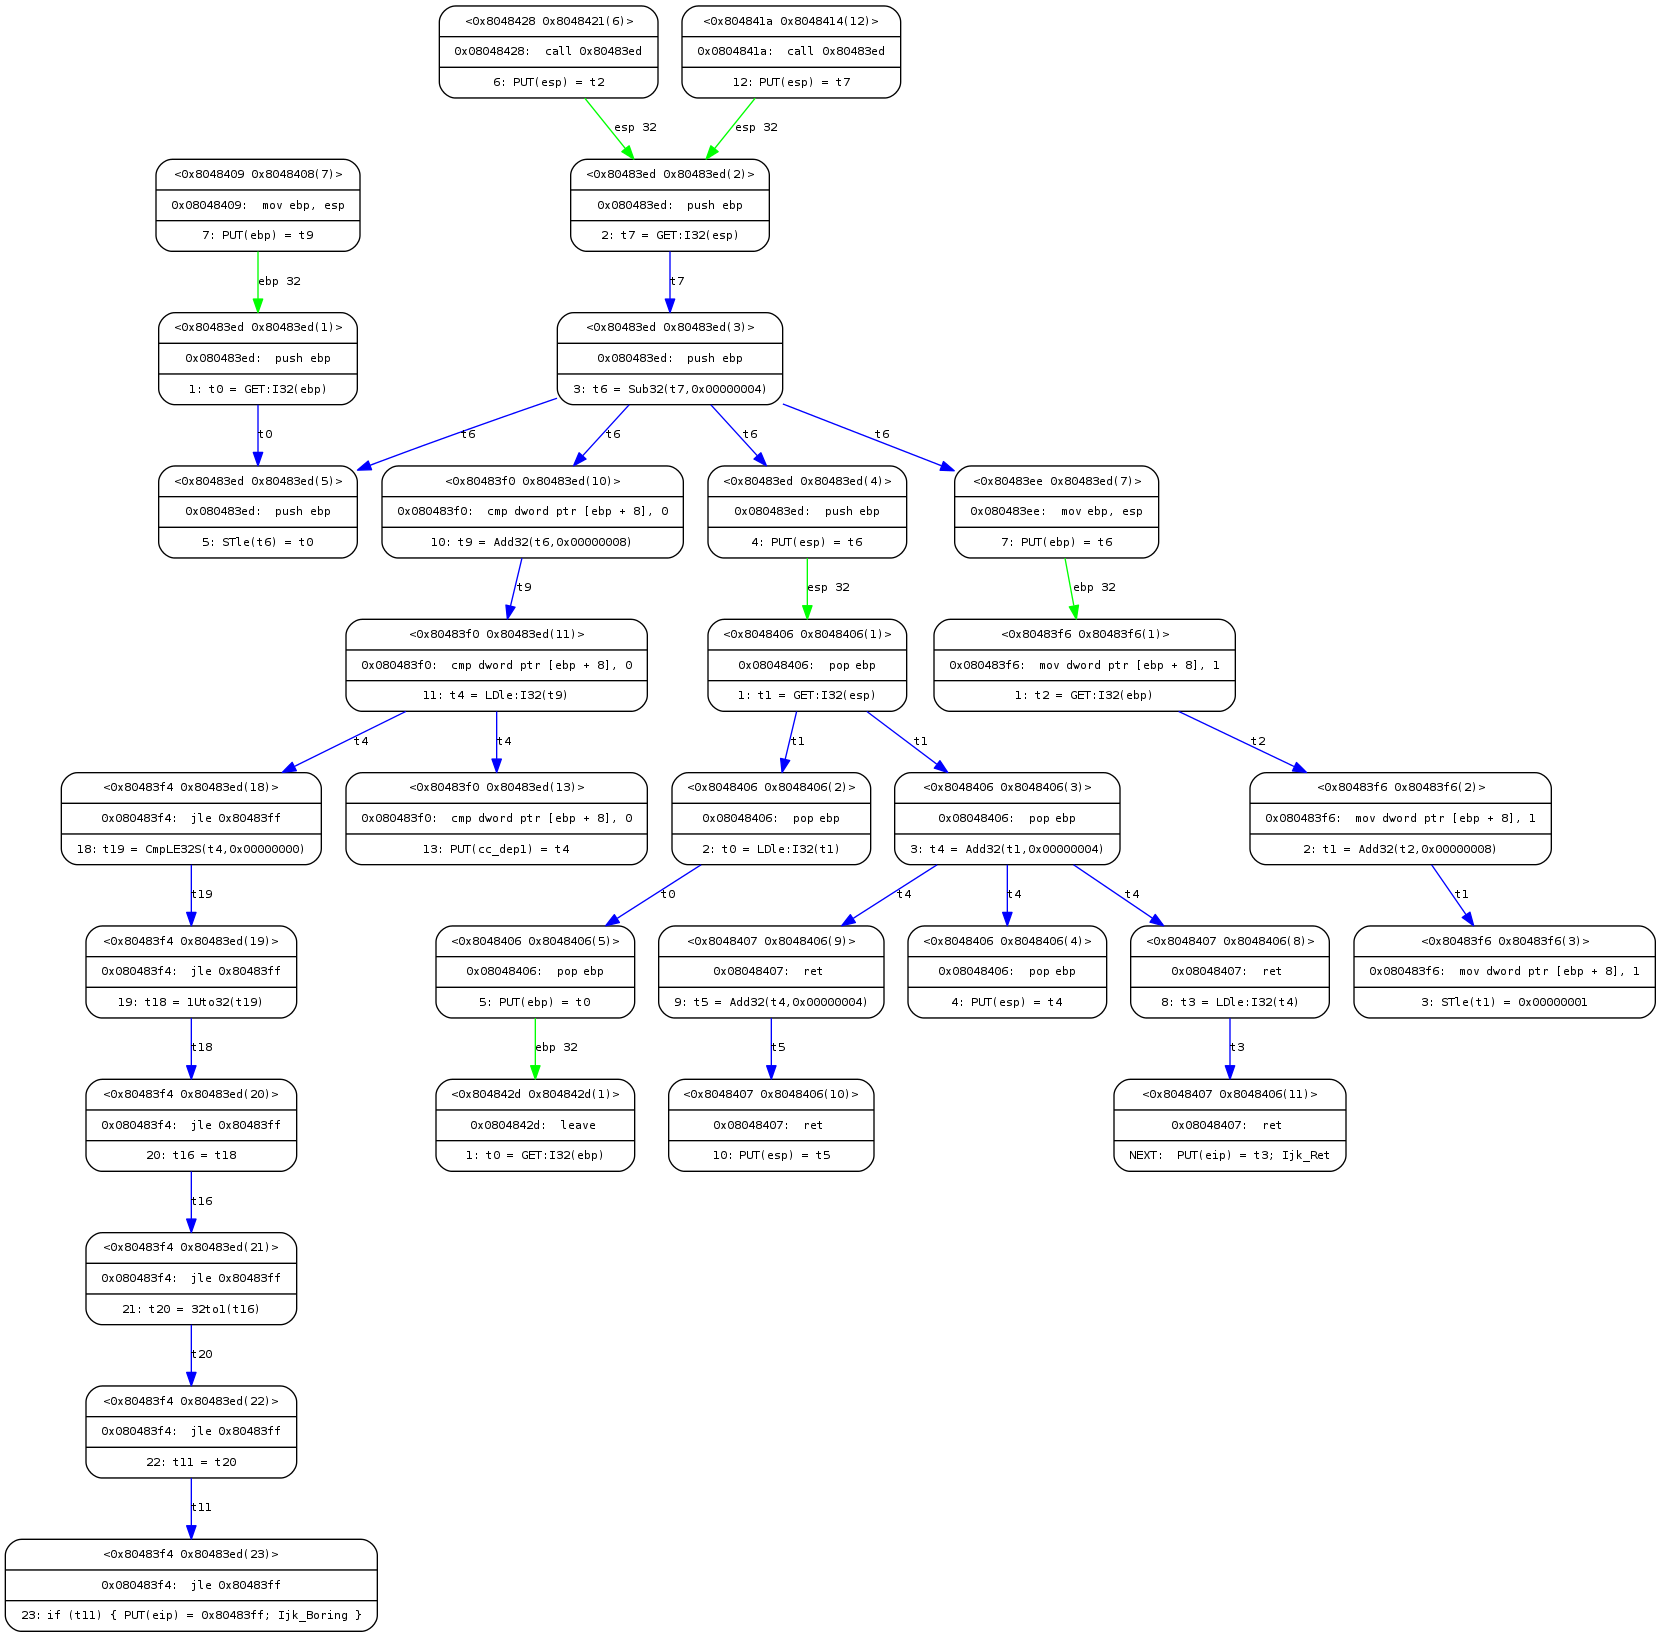 <0x8048428 0x8048421(6)>
0x08048428: call 0x80483ed
6: PUT(esp) = t2
<0x804841a 0x8048414(12)>
0x0804841a: call 0x80483ed
12: PUT(esp) = t7
esp 32
esp 32
<0x8048409 0x8048408(7)>
0x08048409: mov ebp, esp
7: PUT(ebp) = t9
<0x80483ed 0x80483ed(2)>
0x080483ed: push ebp
2: t7 = GET:I32(esp)
ebp 32
t7
<0x80483ed 0x80483ed(1)>
0x080483ed: push ebp
1: t0 = GET:I32(ebp)
<0x80483ed 0x80483ed(3)>
0x080483ed: push ebp
3: t6 = Sub32(t7,0x00000004)
t0
t6
t6
t6
t6
<0x80483ed 0x80483ed(5)>
0x080483ed: push ebp
5: STle(t6) = t0
<0x80483f0 0x80483ed(10)>
0x080483f0: cmp dword ptr [ebp + 8], 0
10: t9 = Add32(t6,0x00000008)
<0x80483ed 0x80483ed(4)>
0x080483ed: push ebp
4: PUT(esp) = t6
<0x80483ee 0x80483ed(7)>
0x080483ee: mov ebp, esp
7: PUT(ebp) = t6
t9
esp 32
ebp 32
<0x80483f0 0x80483ed(11)>
0x080483f0: cmp dword ptr [ebp + 8], 0
11: t4 = LDle:I32(t9)
<0x8048406 0x8048406(1)>
0x08048406: pop ebp
1: t1 = GET:I32(esp)
<0x80483f6 0x80483f6(1)>
0x080483f6: mov dword ptr [ebp + 8], 1
1: t2 = GET:I32(ebp)
t4
t4
t1
t1
t2
<0x80483f4 0x80483ed(18)>
0x080483f4: jle 0x80483ff
18: t19 = CmpLE32S(t4,0x00000000)
<0x80483f0 0x80483ed(13)>
0x080483f0: cmp dword ptr [ebp + 8], 0
13: PUT(cc_dep1) = t4
<0x8048406 0x8048406(2)>
0x08048406: pop ebp
2: t0 = LDle:I32(t1)
<0x8048406 0x8048406(3)>
0x08048406: pop ebp
3: t4 = Add32(t1,0x00000004)
<0x80483f6 0x80483f6(2)>
0x080483f6: mov dword ptr [ebp + 8], 1
2: t1 = Add32(t2,0x00000008)
t19
t0
t4
t4
t4
t1
<0x80483f4 0x80483ed(19)>
0x080483f4: jle 0x80483ff
19: t18 = 1Uto32(t19)
<0x8048406 0x8048406(5)>
0x08048406: pop ebp
5: PUT(ebp) = t0
<0x8048407 0x8048406(9)>
0x08048407: ret
9: t5 = Add32(t4,0x00000004)
<0x8048406 0x8048406(4)>
0x08048406: pop ebp
4: PUT(esp) = t4
<0x8048407 0x8048406(8)>
0x08048407: ret
8: t3 = LDle:I32(t4)
<0x80483f6 0x80483f6(3)>
0x080483f6: mov dword ptr [ebp + 8], 1
3: STle(t1) = 0x00000001
t18
ebp 32
t5
t3
<0x80483f4 0x80483ed(20)>
0x080483f4: jle 0x80483ff
20: t16 = t18
<0x804842d 0x804842d(1)>
0x0804842d: leave
1: t0 = GET:I32(ebp)
<0x8048407 0x8048406(10)>
0x08048407: ret
10: PUT(esp) = t5
<0x8048407 0x8048406(11)>
0x08048407: ret
NEXT: PUT(eip) = t3; Ijk_Ret
t16
<0x80483f4 0x80483ed(21)>
0x080483f4: jle 0x80483ff
21: t20 = 32to1(t16)
t20
<0x80483f4 0x80483ed(22)>
0x080483f4: jle 0x80483ff
22: t11 = t20
t11
<0x80483f4 0x80483ed(23)>
0x080483f4: jle 0x80483ff
23: if (t11) { PUT(eip) = 0x80483ff; Ijk_Boring }